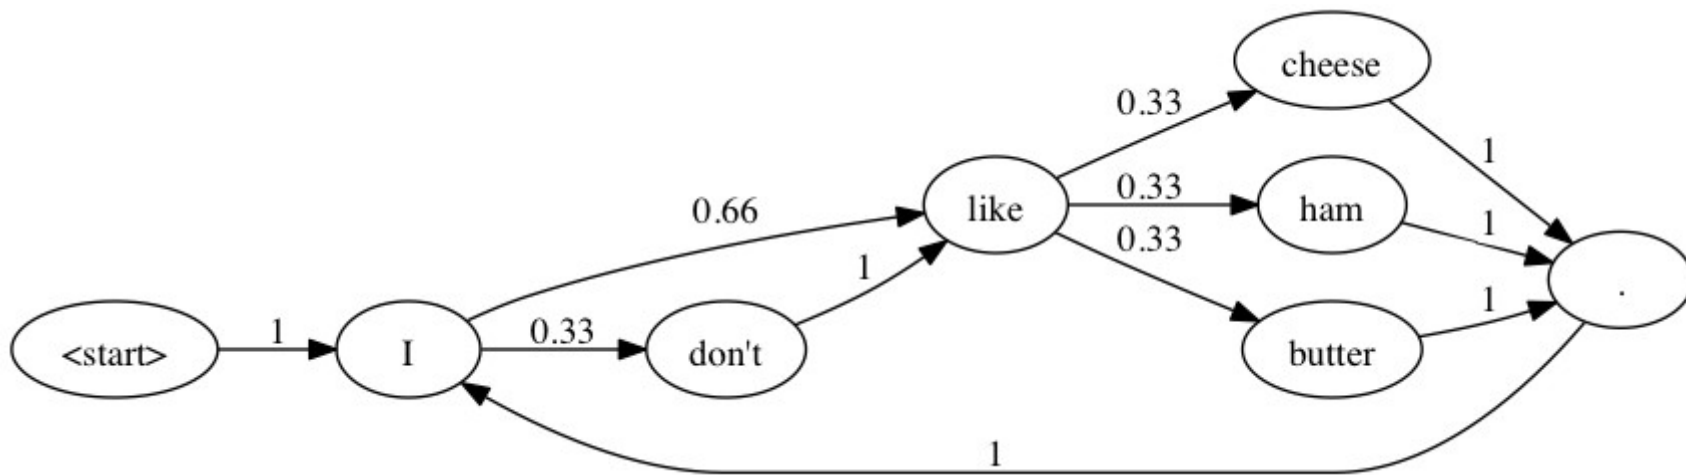 cheese
0.33
1
0.66
like
0.33
ham
1
0.33
1
1
.
<start>
1
I
0.33
don't
butter
1